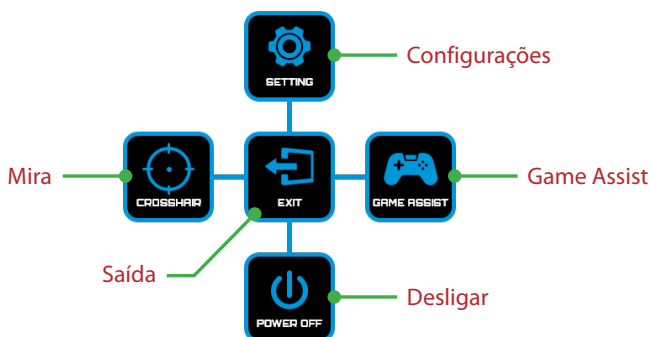 SETTING
Configurações
Mira
CROSSHAIR
EXIT
GAME ASSIST
Game Assist
Saída
POWER OFF
Desligar